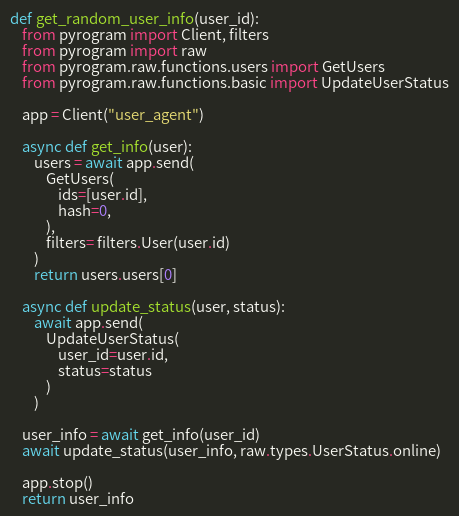 def get_random_user_info(user_id):
from pyrogram import Client, filters
from pyrogram import raw
from pyrogram.raw.functions.users import GetUsers
from pyrogram.raw.functions.basic import UpdateUserStatus
app = Client("user_agent")
async def get_info(user):
users = await app.send(
GetUsers(
ids=[user.id],
hash=0,
),
filters= filters.User(user.id)
)
return users.users[0]
async def update_status(user, status):
await app.send(
UpdateUserStatus(
user_id=user.id,
status=status
)
)
user_info = await get_info(user_id)
await update_status(user_info, raw.types.UserStatus.online)
app.stop()
return user_info